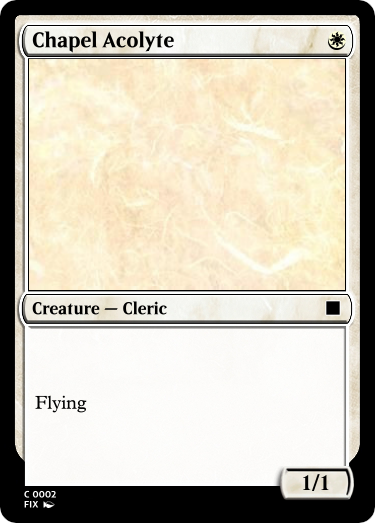 Chapel Acolyte
Creature — Cleric
Flying
1/1
C 0002
FIX